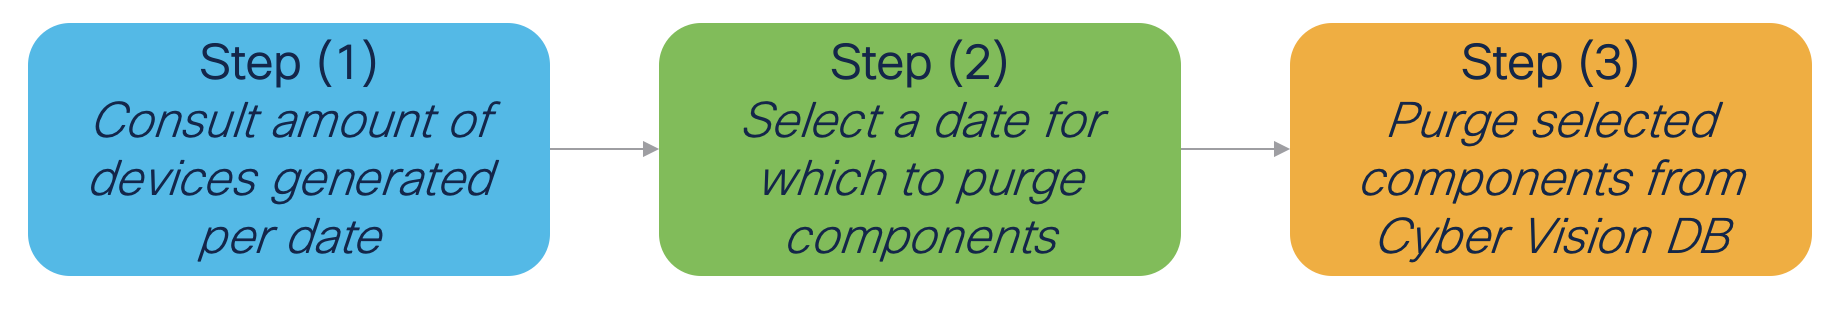 Step (1)
Consult amount of
devices generated
per date
Step (2)
Select a date for
which to purge
components
Step (3)
Purge selected
components from
Cyber Vision DB